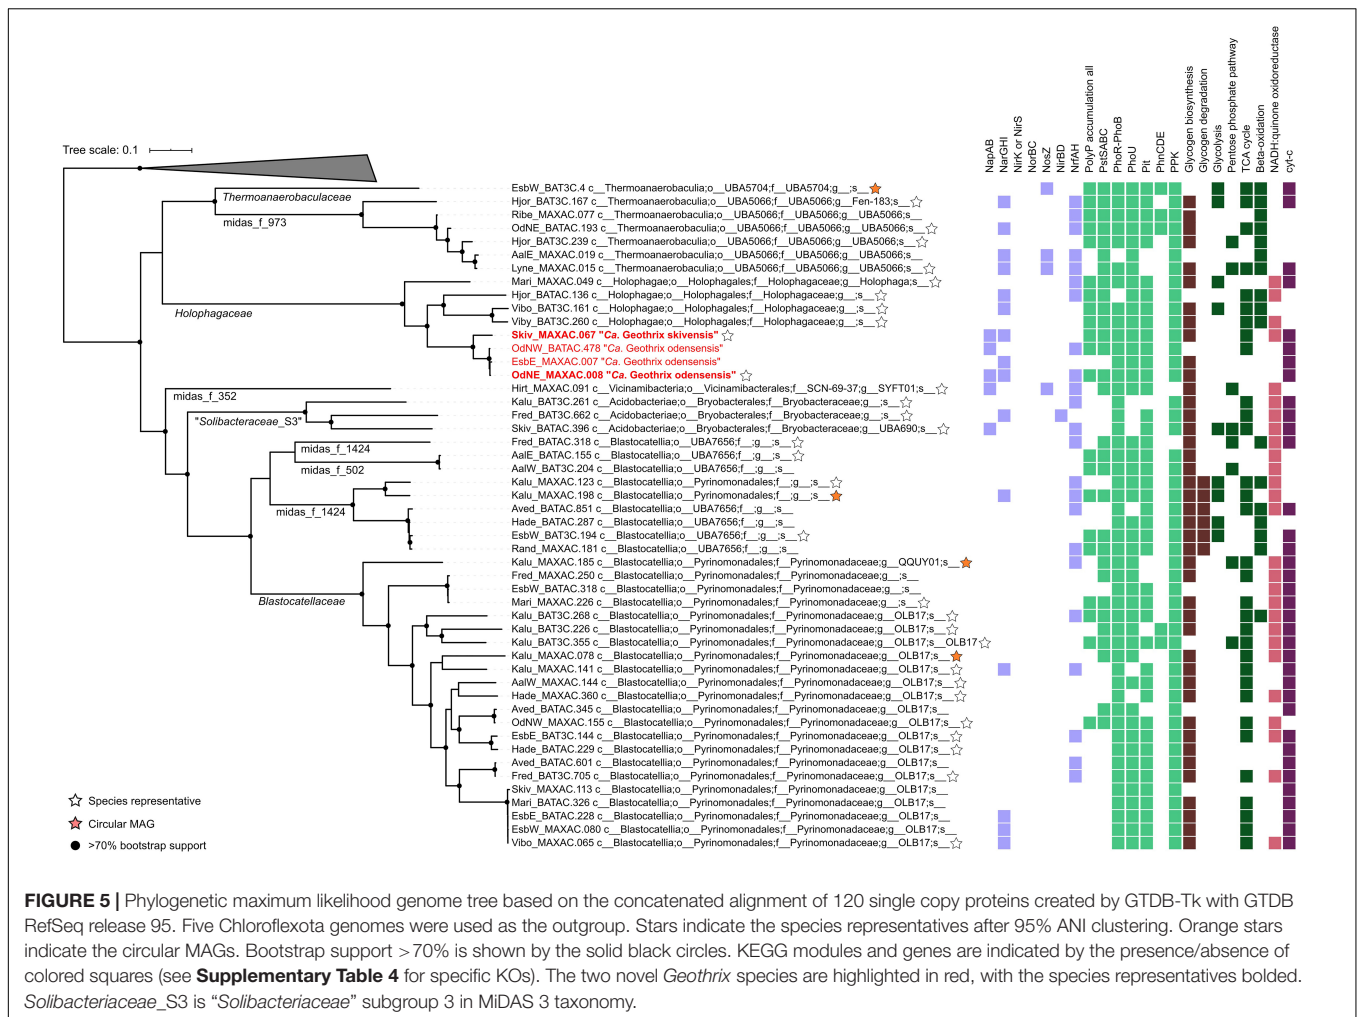 NapAB
NarGHI
NirK or NirS
NorBC
NosZ
NirBD
NrfAH
PolyP accumulation all
PstSABC
PhoR-PhoB
PhoU
Pit
PhnCDE
PPK
Glycogen biosynthesis
Glycogen degradation
Glycolysis
Pentose phosphate pathway
TCA cycle
Beta-oxidation
NADH:quinone oxidoreductase
cyt-c
Tree scale: 0.1
Thermoanaerobaculaceae
midas_f_973
Holophagaceae
midas_f_352
"Solibacteraceae_S3"
midas_f_1424
midas_f_502
midas_f_1424
Blastocatellaceae
EsbW_BAT3C.4 c__Thermoanaerobaculia;o__UBA5704;f__UBA5704;g__;s__
Hjor_BAT3C.167 c__Thermoanaerobaculia;o__UBA5066;f__UBA5066;g__Fen-183;s__
Ribe_MAXAC.077 c__Thermoanaerobaculia;o__UBA5066;f__UBA5066;g__UBA5066;s__
OdNE_BATAC.193 c__Thermoanaerobaculia;o__UBA5066;f__UBA5066;g__UBA5066;s__
Hjor_BAT3C.239 c__Thermoanaerobaculia;o__UBA5066;f__UBA5066;g__UBA5066;s__
AalE_MAXAC.019 c__Thermoanaerobaculia;o__UBA5066;f__UBA5066;g__UBA5066;s__
Lyne_MAXAC.015 c__Thermoanaerobaculia;o__UBA5066;f__UBA5066;g__UBA5066;s__
Mari_MAXAC.049 c__Holophagae;o__Holophagales;f__Holophagaceae;g__Holophaga;s__
Hjor_BATAC.136 c__Holophagae;o__Holophagales;f__Holophagaceae;g__;s__
Vibo_BAT3C.161 c__Holophagae;o__Holophagales;f__Holophagaceae;g__;s__
Viby_BAT3C.260 c__Holophagae;o__Holophagales;f__Holophagaceae;g__;s__
Skiv_MAXAC.067 "Ca. Geothrix skivensis"
OdNW_BATAC.478 "Ca. Geothrix odensensis"
EsbE_MAXAC.007 "Ca. Geothrix odensensis"
OdNE_MAXAC.008 "Ca. Geothrix odensensis"
Hirt_MAXAC.091 c__Vicinamibacteria;o__Vicinamibacterales;f__SCN-69-37;g__SYFT01;s__
Kalu_BAT3C.261 c__Acidobacteriae;o__Bryobacterales;f__Bryobacteraceae;g__;s__
Fred_BAT3C.662 c__Acidobacteriae;o__Bryobacterales;f__Bryobacteraceae;g__;s__
Skiv_BATAC.396 c__Acidobacteriae;o__Bryobacterales;f__Bryobacteraceae;g__UBA690;s__
Fred_BATAC.318 c__Blastocatellia;o__UBA7656;f__;g__;s__
AalE_BATAC.155 c__Blastocatellia;o__UBA7656;f__;g__;s__
AalW_BAT3C.204 c__Blastocatellia;o__UBA7656;f__;g__;s__
Kalu_MAXAC.123 c__Blastocatellia;o__Pyrinomonadales;f__;g__;s__
Kalu_MAXAC.198 c__Blastocatellia;o__Pyrinomonadales;f__;g__;s__
Aved_BATAC.851 c__Blastocatellia;o__UBA7656;f__;g__;s__
Hade_BATAC.287 c__Blastocatellia;o__UBA7656;f__;g__;s__
EsbW_BAT3C.194 c__Blastocatellia;o__UBA7656;f__;g__;s__
Rand_MAXAC.181 c__Blastocatellia;o__UBA7656;f__;g__;s__
Kalu_MAXAC.185 c__Blastocatellia;o__Pyrinomonadales;f__Pyrinomonadaceae;g__QQUY01;s__
Fred_MAXAC.250 c__Blastocatellia;o__Pyrinomonadales;f__Pyrinomonadaceae;g__;s__
EsbW_BATAC.318 c__Blastocatellia;o__Pyrinomonadales;f__Pyrinomonadaceae;g__;s__
Mari_MAXAC.226 c__Blastocatellia;o__Pyrinomonadales;f__Pyrinomonadaceae;g__;s__
Kalu_BAT3C.268 c__Blastocatellia;o__Pyrinomonadales;f__Pyrinomonadaceae;g__OLB17;s__
Kalu_BAT3C.226 c__Blastocatellia;o__Pyrinomonadales;f__Pyrinomonadaceae;g__OLB17;s__
Kalu_BAT3C.355 c__Blastocatellia;o__Pyrinomonadales;f__Pyrinomonadaceae;g__OLB17;s__OLB17
Kalu_MAXAC.078 c__Blastocatellia;o__Pyrinomonadales;f__Pyrinomonadaceae;g__OLB17;s__
Kalu_MAXAC.141 c__Blastocatellia;o__Pyrinomonadales;f__Pyrinomonadaceae;g__OLB17;s__
AalW_MAXAC.144 c__Blastocatellia;o__Pyrinomonadales;f__Pyrinomonadaceae;g__OLB17;s__
Hade_MAXAC.360 c__Blastocatellia;o__Pyrinomonadales;f__Pyrinomonadaceae;g__OLB17;s__
Aved_BATAC.345 c__Blastocatellia;o__Pyrinomonadales;f__Pyrinomonadaceae;g__OLB17;s__
OdNW_MAXAC.155 c__Blastocatellia;o__Pyrinomonadales;f__Pyrinomonadaceae;g__OLB17;s__
EsbE_BAT3C.144 c__Blastocatellia;o__Pyrinomonadales;f__Pyrinomonadaceae;g__OLB17;s__
Hade_BATAC.229 c__Blastocatellia;o__Pyrinomonadales;f__Pyrinomonadaceae;g__OLB17;s__
Aved_BATAC.601 c__Blastocatellia;o__Pyrinomonadales;f__Pyrinomonadaceae;g__OLB17;s__
Fred_BAT3C.705 c__Blastocatellia;o__Pyrinomonadales;f__Pyrinomonadaceae;g__OLB17;s__
Skiv_MAXAC.113 c__Blastocatellia;o__Pyrinomonadales;f__Pyrinomonadaceae;g__OLB17;s__
Mari_BATAC.326 c__Blastocatellia;o__Pyrinomonadales;f__Pyrinomonadaceae;g__OLB17;s__
EsbE_BATAC.228 c__Blastocatellia;o__Pyrinomonadales;f__Pyrinomonadaceae;g__OLB17;s__
EsbW_MAXAC.080 c__Blastocatellia;o__Pyrinomonadales;f__Pyrinomonadaceae;g__OLB17;s__
Vibo_MAXAC.065 c__Blastocatellia;o__Pyrinomonadales;f__Pyrinomonadaceae;g__OLB17;s__
Species representative
Circular MAG
>70% bootstrap support
FIGURE 5 | Phylogenetic maximum likelihood genome tree based on the concatenated alignment of 120 single copy proteins created by GTDB-Tk with GTDB
RefSeq release 95. Five Chloroflexota genomes were used as the outgroup. Stars indicate the species representatives after 95% ANI clustering. Orange stars
indicate the circular MAGs. Bootstrap support >70% is shown by the solid black circles. KEGG modules and genes are indicated by the presence/absence of
colored squares (see Supplementary Table 4 for specific KOs). The two novel Geothrix species are highlighted in red, with the species representatives bolded.
Solibacteriaceae_S3 is “Solibacteriaceae” subgroup 3 in MiDAS 3 taxonomy.